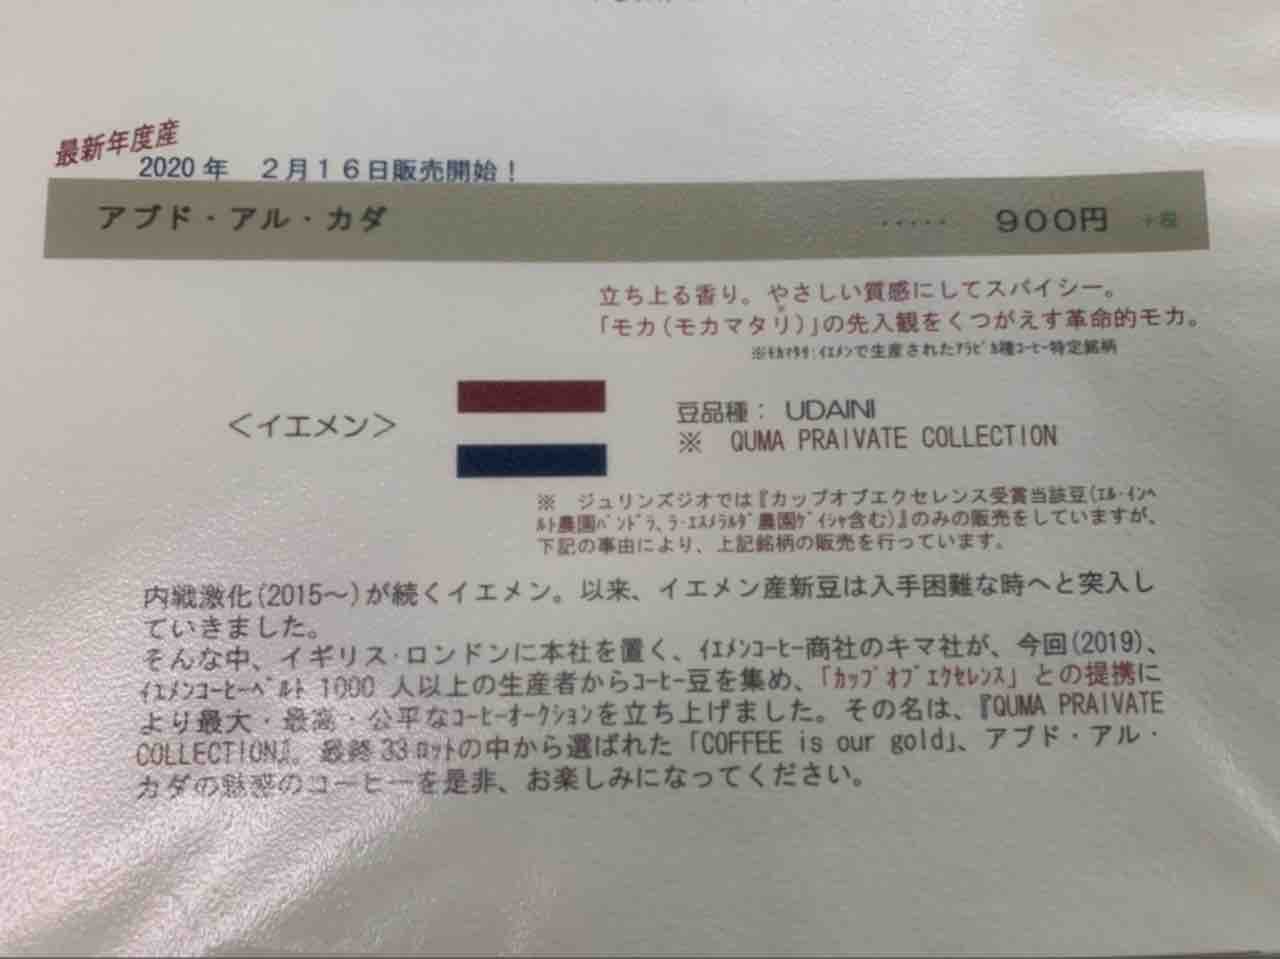 最新年度産
2020 年　2月16日販売開始！
アブド・アル・カダ　･････　900円　+税
立ち上る香り。やさしい質感にしてスパイシー。
「モカ(モカマタリ)」の先入観をくつがえす革命的モカ。
※ﾓｶﾏﾀﾘ:ｲｴﾒﾝで生産されたｱﾗﾋﾞｶ種ｺｰﾋｰ特定銘柄
＜イエメン＞
豆品種： UDAINI
※　QUMA PRAIVATE COLLECTION
※　ジュリンズジオでは『カップオブエクセレンス受賞当該豆(ｴﾙ･ｲﾝﾍ
ﾙﾄ農園ﾊﾟﾝﾄﾞﾗ、ﾗ･ｴｽﾒﾗﾙﾀﾞ農園ｹﾞｲｼｬ含む)』のみの販売をしていますが、
下記の事由により、上記銘柄の販売を行っています。
内戦激化(2015～)が続くイエメン。以来、イエメン産新豆は入手困難な時へと突入し
ていきました。
そんな中、イギリス･ロンドンに本社を置く、ｲｴﾒﾝｺｰﾋｰ商社のキマ社が、今回(2019)、
ｲｴﾒﾝｺｰﾋｰﾍﾞﾙﾄ 1000 人以上の生産者からｺｰﾋｰ豆を集め、「ｶｯﾌﾟｵﾌﾞｴｸｾﾚﾝｽ」との提携に
より最大・最高・公平なｺｰﾋｰｵｰｸｼｮﾝを立ち上げました。その名は、『QUMA PRAIVATE
COLLECTION』。最終 33 ﾛｯﾄの中から選ばれた「COFFEE is our gold」、アブド・アル・
カダの魅惑のコーヒーを是非、お楽しみになってください。